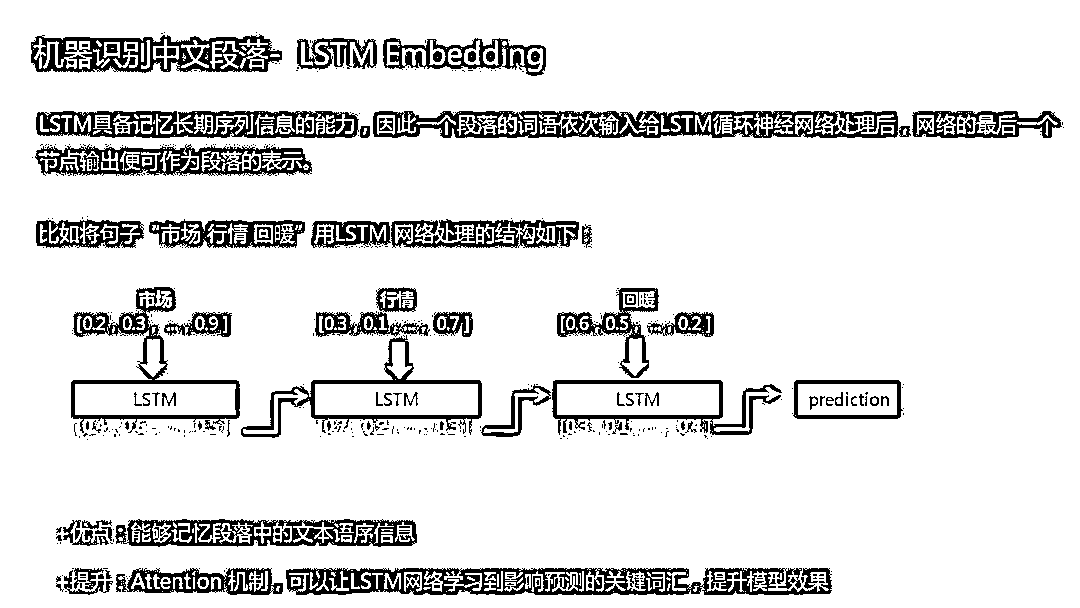 机器识别中文段落- LSTM Embedding
LSTM具备记忆长期序列信息的能力，因此一个段落的词语依次输入给LSTM循环神经网络处理后，网络的最后一个
节点输出便可作为段落的表示。
比如将句子“市场 行情 回暖”用LSTM 网络处理的结构如下：
市场 行情 回暖
[0.2, 0.3, …, 0.9] [0.3, 0.1, …, 0.7] [0.6, 0.5, …, 0.2]
LSTM LSTM LSTM prediction
+优点：能够记忆段落中的文本语序信息
+提升：Attention 机制，可以让LSTM网络学习到影响预测的关键词汇，提升模型效果